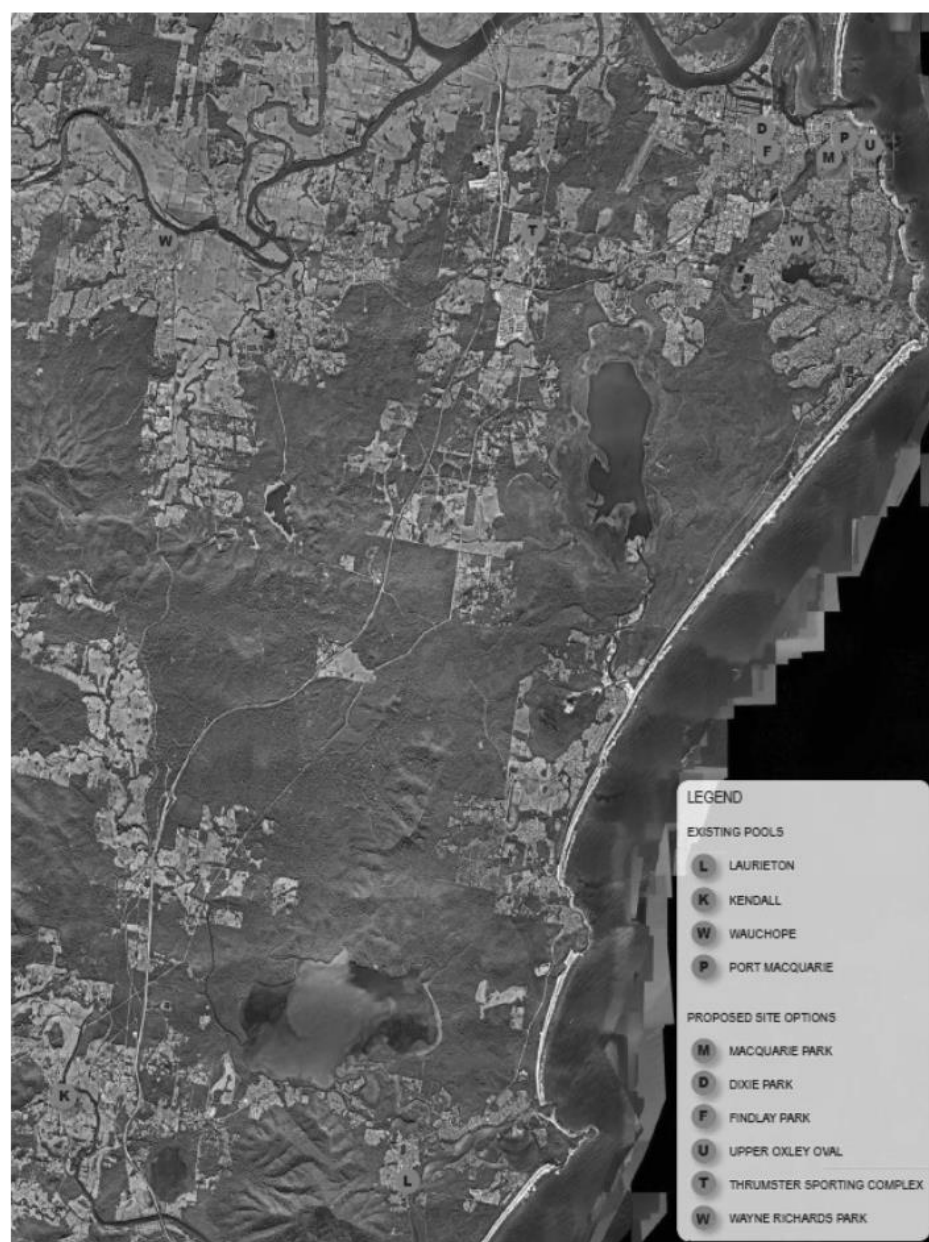 D
P
U
F
M
W
T
W
K
L
LEGEND
EXISTING POOLS
L LAURIETON
K KENDALL
W WAUCHOPE
P PORT MACQUARIE
PROPOSED SITE OPTIONS
M MACQUARIE PARK
D DIXIE PARK
F FINDLAY PARK
U UPPER OXLEY OVAL
T THRUMSTER SPORTING COMPLEX
W WAYNE RICHARDS PARK